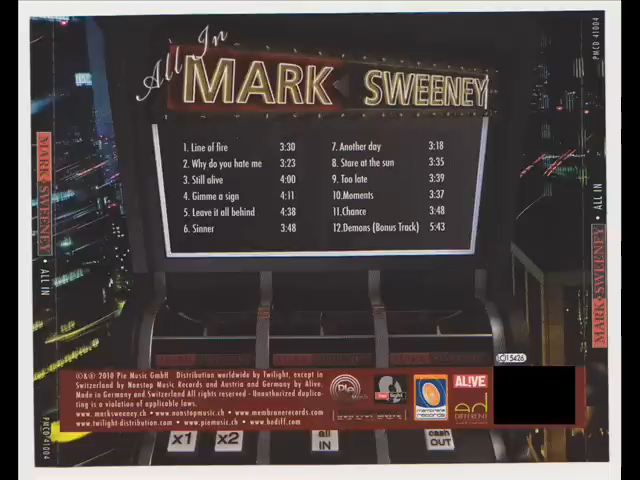 All In
MARK SWEENEY
1. Line of fire 3:30
2. Why do you hate me 3:23
3. Still alive 4:00
4. Gimme a sign 4:11
5. Leave it all behind 4:38
6. Sinner 3:48
7. Another day 3:18
8. Stare at the sun 3:35
9. Too late 3:39
10. Moments 3:37
11. Chance 3:48
12. Demons (Bonus Track) 5:43
MARK SWEENEY • ALL IN
PMCD 41004
PMCD 41004
MARK SWEENEY • ALL IN
015426
©&℗ 2010 Pie Music GmbH Distribution worldwide by Twilight, except in
Switzerland by Nonstop Music Records and Austria and Germany by Alive.
Made in Germany and Switzerland All rights reserved - Unauthorized duplica-
ting is a violation of applicable laws.
www.marksweeney.ch • www.nonstopmusic.ch • www.membranerecords.com
www.twilight-distribution.com • www.piemusic.ch • www.hediff.com
Pie
membrane
records
AL!VE
DIFFERENT
x1 x2 all IN cash OUT